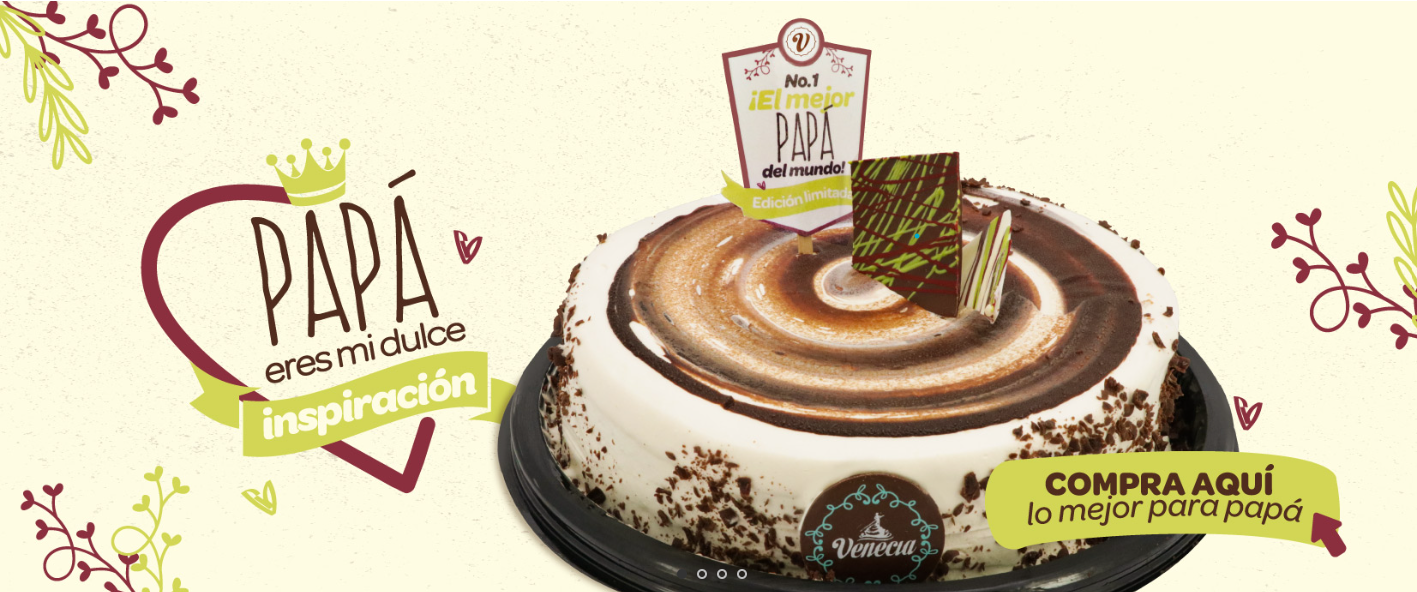 PAPÁ
eres mi dulce
inspiración
V
No.1
¡El mejor
PAPÁ
del mundo!
Edición limitada
Venecia
COMPRA AQUÍ
lo mejor para papá